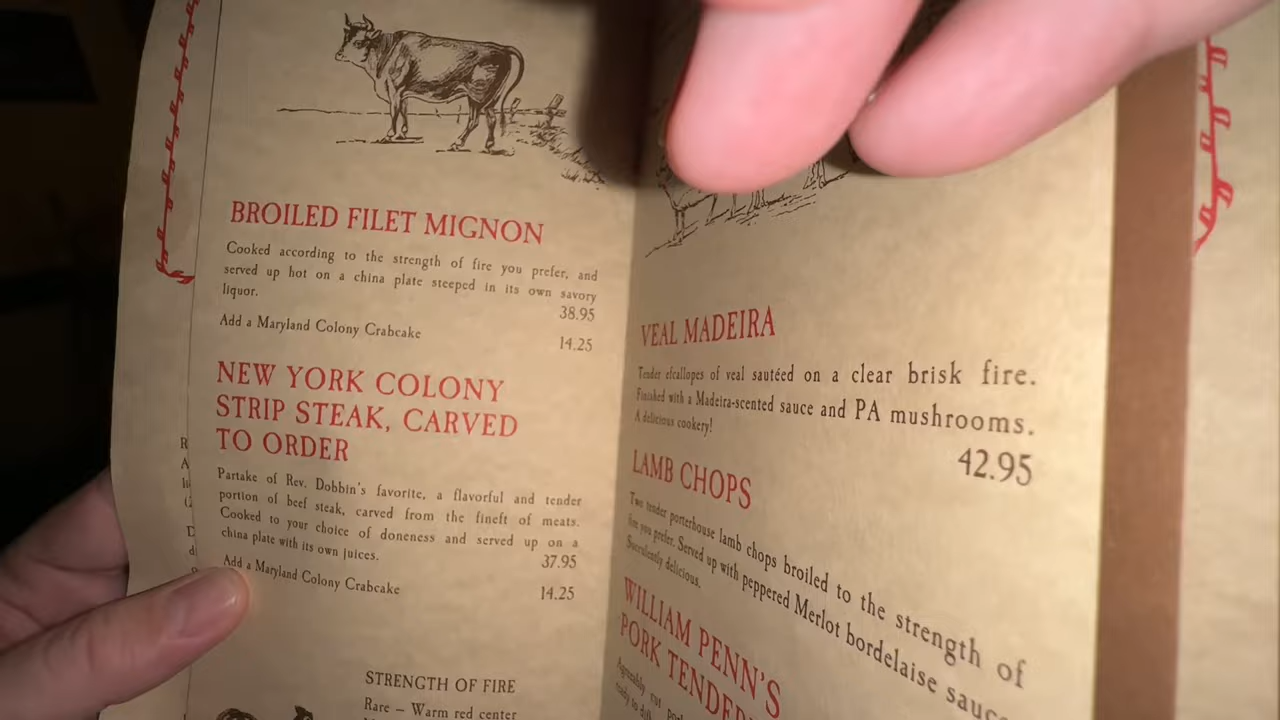 BROILED FILET MIGNON
Cooked according to the strength of fire you prefer, and
served up hot on a china plate steeped in its own savory
liquor.
38.95
Add a Maryland Colony Crabcake
14.25
NEW YORK COLONY
STRIP STEAK, CARVED
TO ORDER
Partake of Rev. Dobbin's favorite, a flavorful and tender
portion of beef steak, carved from the fineft of meats.
Cooked to your choice of doneness and served up on a
china plate with its own juices.
37.95
Add a Maryland Colony Crabcake
14.25
STRENGTH OF FIRE
Rare – Warm red center
VEAL MADEIRA
Tender efcallopes of veal sautéed on a clear brisk fire.
Finished with a Madeira-scented sauce and PA mushrooms.
A delicious cookery!
42.95
LAMB CHOPS
Two tender porterhouse lamb chops broiled to the strength of
fire you prefer. Served up with peppered Merlot bordelaise sauce
Succulently delicious.
WILLIAM PENN'S
PORK